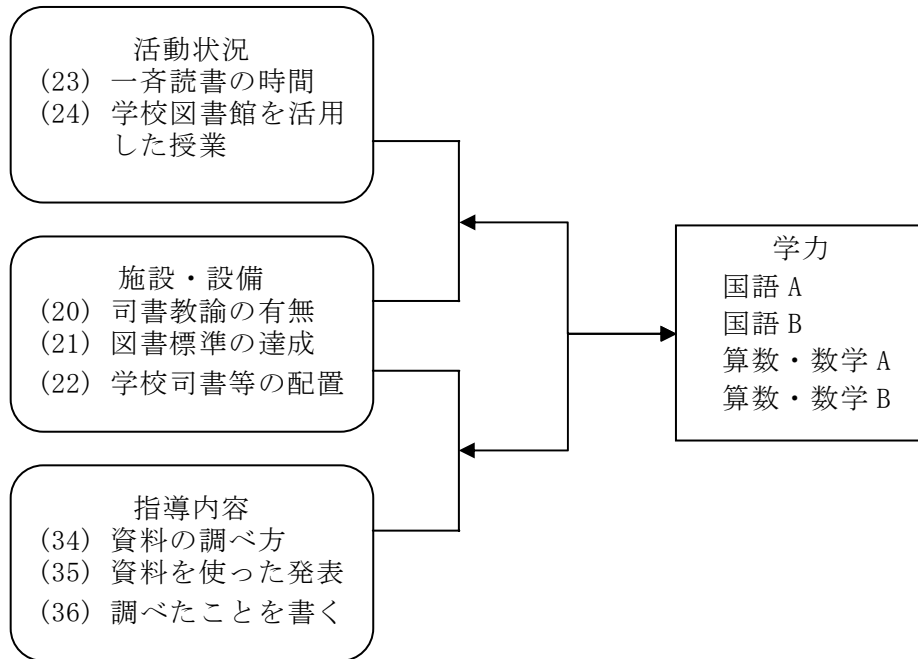 活動状況
(23) 一斉読書の時間
(24) 学校図書館を活用
した授業
施設・設備
(20) 司書教諭の有無
(21) 図書標準の達成
(22) 学校司書等の配置
指導内容
(34) 資料の調べ方
(35) 資料を使った発表
(36) 調べたことを書く
学力
国語 A
国語 B
算数・数学 A
算数・数学 B